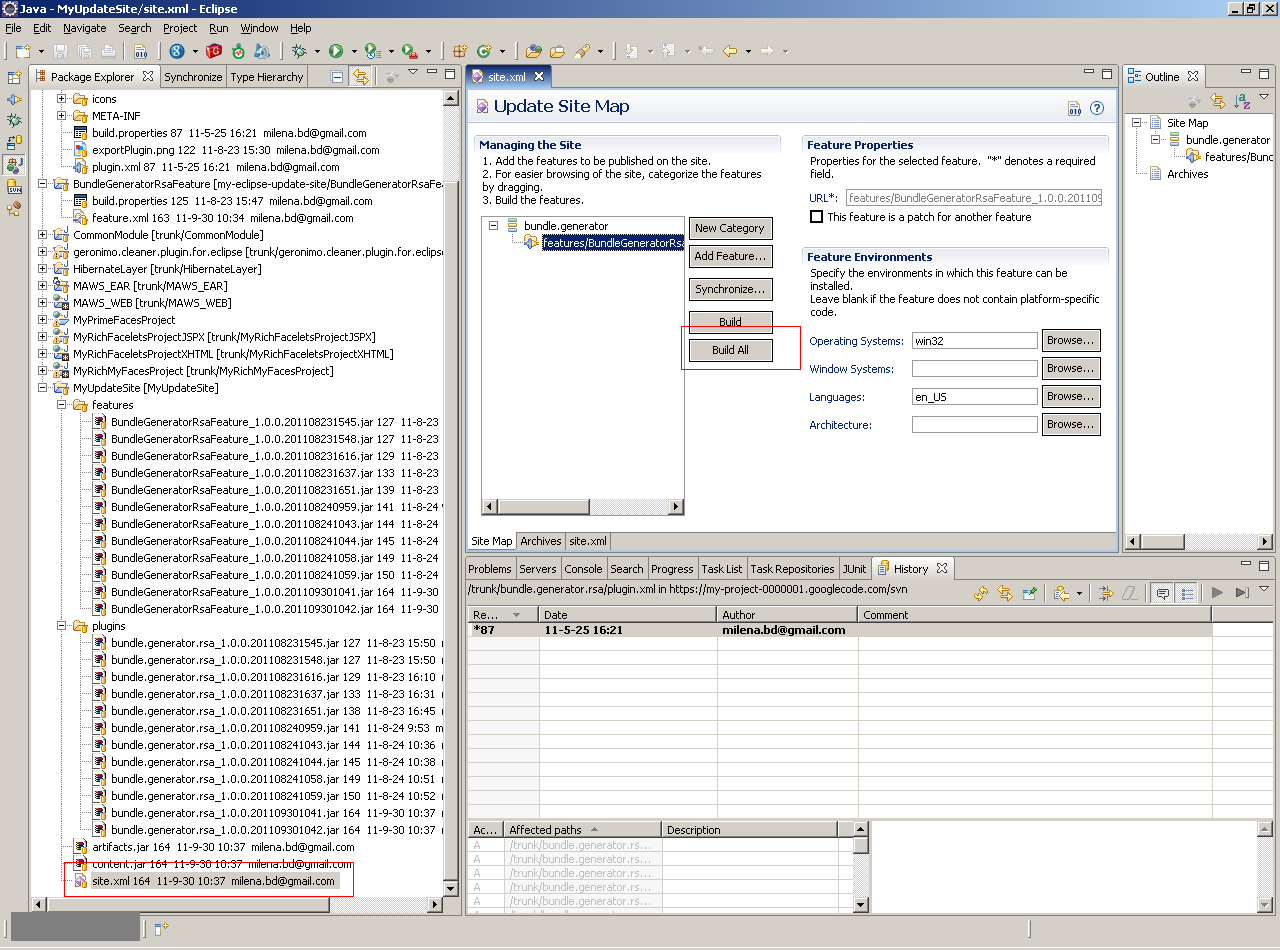 Java - MyUpdateSite/site.xml - Eclipse
File Edit Navigate Search Project Run Window Help
Package Explorer Synchronize Type Hierarchy
icons
META-INF
build.properties 87 11-5-25 16:21 milena.bd@gmail.com
exportPlugin.png 122 11-8-23 15:30 milena.bd@gmail.com
plugin.xml 87 11-5-25 16:21 milena.bd@gmail.com
BundleGeneratorRsaFeature [my-eclipse-update-site/BundleGeneratorRsaFea
build.properties 125 11-8-23 15:47 milena.bd@gmail.com
feature.xml 163 11-9-30 10:34 milena.bd@gmail.com
CommonModule [trunk/CommonModule]
geronimo.cleaner.plugin.for.eclipse [trunk/geronimo.cleaner.plugin.for.eclipse
HibernateLayer [trunk/HibernateLayer]
MAWS_EAR [trunk/MAWS_EAR]
MAWS_WEB [trunk/MAWS_WEB]
MyPrimeFacesProject
MyRichFaceletsProjectJSPX [trunk/MyRichFaceletsProjectJSPX]
MyRichFaceletsProjectXHTML [trunk/MyRichFaceletsProjectXHTML]
MyRichMyFacesProject [trunk/MyRichMyFacesProject]
MyUpdateSite [MyUpdateSite]
features
BundleGeneratorRsaFeature_1.0.0.201108231545.jar 127 11-8-23
BundleGeneratorRsaFeature_1.0.0.201108231548.jar 127 11-8-23
BundleGeneratorRsaFeature_1.0.0.201108231616.jar 129 11-8-23
BundleGeneratorRsaFeature_1.0.0.201108231637.jar 133 11-8-23
BundleGeneratorRsaFeature_1.0.0.201108231651.jar 139 11-8-23
BundleGeneratorRsaFeature_1.0.0.201108240959.jar 141 11-8-24
BundleGeneratorRsaFeature_1.0.0.201108241043.jar 144 11-8-24
BundleGeneratorRsaFeature_1.0.0.201108241044.jar 145 11-8-24
BundleGeneratorRsaFeature_1.0.0.201108241058.jar 149 11-8-24
BundleGeneratorRsaFeature_1.0.0.201108241059.jar 150 11-8-24
BundleGeneratorRsaFeature_1.0.0.201109301041.jar 164 11-9-30
BundleGeneratorRsaFeature_1.0.0.201109301042.jar 164 11-9-30
plugins
bundle.generator.rsa_1.0.0.201108231545.jar 127 11-8-23 15:50
bundle.generator.rsa_1.0.0.201108231548.jar 127 11-8-23 15:50
bundle.generator.rsa_1.0.0.201108231616.jar 129 11-8-23 16:10
bundle.generator.rsa_1.0.0.201108231637.jar 133 11-8-23 16:31
bundle.generator.rsa_1.0.0.201108231651.jar 138 11-8-23 16:45
bundle.generator.rsa_1.0.0.201108240959.jar 141 11-8-24 9:53 m
bundle.generator.rsa_1.0.0.201108241043.jar 144 11-8-24 10:36
bundle.generator.rsa_1.0.0.201108241044.jar 145 11-8-24 10:38
bundle.generator.rsa_1.0.0.201108241058.jar 149 11-8-24 10:51
bundle.generator.rsa_1.0.0.201108241059.jar 150 11-8-24 10:52
bundle.generator.rsa_1.0.0.201109301041.jar 164 11-9-30 10:37
bundle.generator.rsa_1.0.0.201109301042.jar 164 11-9-30 10:37
artifacts.jar 164 11-9-30 10:37 milena.bd@gmail.com
content.jar 164 11-9-30 10:37 milena.bd@gmail.com
site.xml 164 11-9-30 10:37 milena.bd@gmail.com
site.xml
Update Site Map
Managing the Site
1. Add the features to be published on the site.
2. For easier browsing of the site, categorize the features
by dragging.
3. Build the features.
bundle.generator
features/BundleGeneratorRsa
New Category
Add Feature...
Synchronize...
Build
Build All
Feature Properties
Properties for the selected feature. "*" denotes a required
field.
URL*: features/BundleGeneratorRsaFeature_1.0.0.201109
This feature is a patch for another feature
Feature Environments
Specify the environments in which this feature can be
installed.
Leave blank if the feature does not contain platform-specific
code.
Operating Systems: win32 Browse...
Window Systems: Browse...
Languages: en_US Browse...
Architecture: Browse...
Site Map Archives site.xml
Outline
Site Map
bundle.generator
features/Bund
Archives
Problems Servers Console Search Progress Task List Task Repositories JUnit History
/trunk/bundle.generator.rsa/plugin.xml in https://my-project-0000001.googlecode.com/svn
Re... Date Author Comment
*87 11-5-25 16:21 milena.bd@gmail.com
Ac... Affected paths Description
A /trunk/bundle.generator.rs...
A /trunk/bundle.generator.rs...
A /trunk/bundle.generator.rs...
A /trunk/bundle.generator.rs...
A /trunk/bundle.generator.rs...